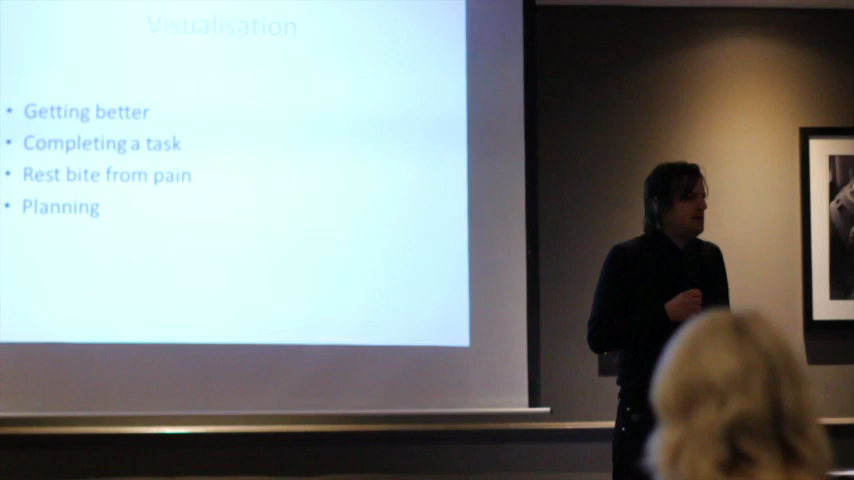 Visualisation
• Getting better
• Completing a task
• Rest bite from pain
• Planning